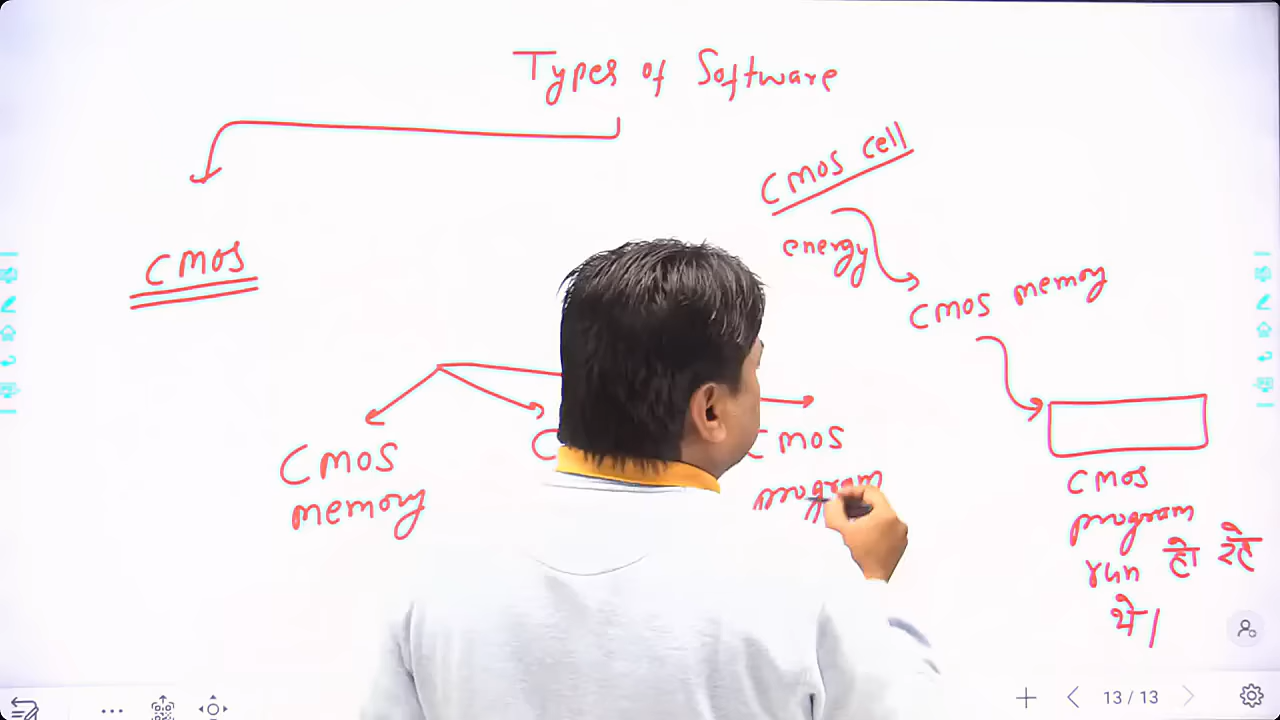 Types of Software
CMOS cell
energy
CMOS
CMOS memory
CMOS
memory
CMOS
program
CMOS
program
run हो रहे
थे।
13/13